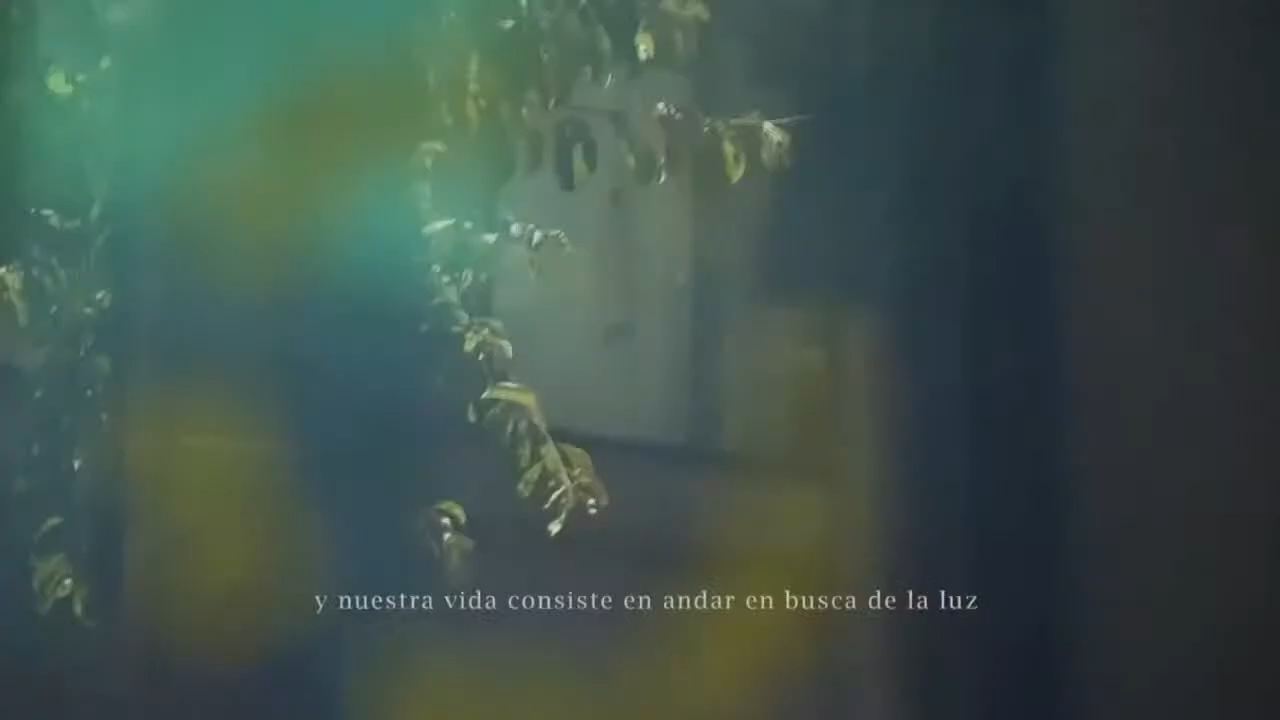 y nuestra vida consiste en andar en busca de la luz